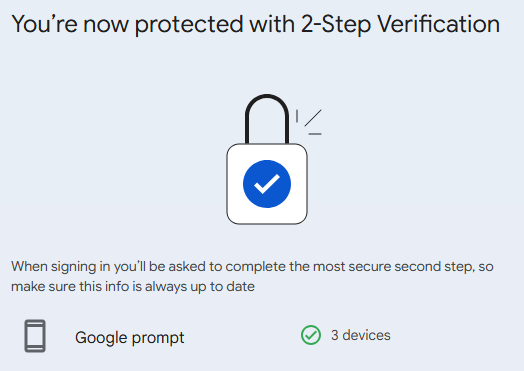 You’re now protected with 2-Step Verification
When signing in you’ll be asked to complete the most secure second step, so
make sure this info is always up to date
Google prompt
3 devices